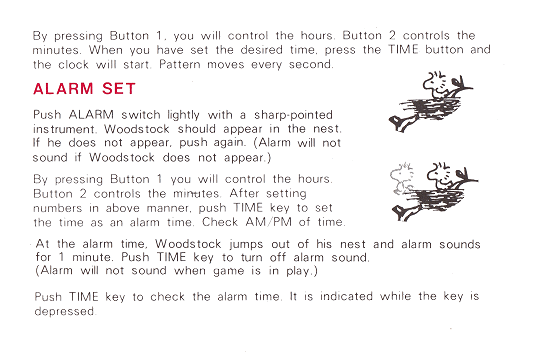 By pressing Button 1, you will control the hours. Button 2 controls the
minutes. When you have set the desired time, press the TIME button and
the clock will start. Pattern moves every second.
ALARM SET
Push ALARM switch lightly with a sharp-pointed
instrument. Woodstock should appear in the nest.
If he does not appear, push again. (Alarm will not
sound if Woodstock does not appear.)
By pressing Button 1 you will control the hours.
Button 2 controls the minutes. After setting
numbers in above manner, push TIME key to set
the time as an alarm time. Check AM/PM of time.
At the alarm time, Woodstock jumps out of his nest and alarm sounds
for 1 minute. Push TIME key to turn off alarm sound.
(Alarm will not sound when game is in play.)
Push TIME key to check the alarm time. It is indicated while the key is
depressed.